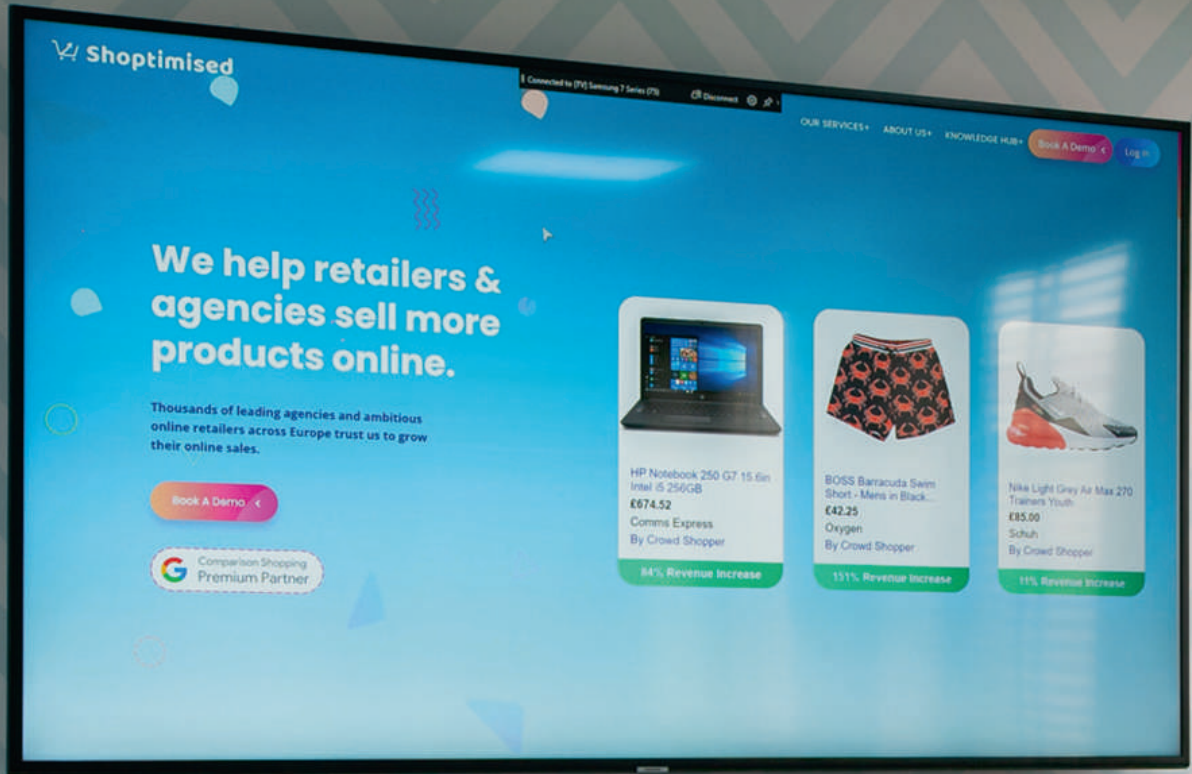 Shoptimised
Connected to (TV) Samsung 7 Series (75)
Disconnect
OUR SERVICES+
ABOUT US+
KNOWLEDGE HUB+
Book A Demo
Log in
We help retailers &
agencies sell more
products online.
Thousands of leading agencies and ambitious
online retailers across Europe trust us to grow
their online sales.
Book A Demo
Comparison Shopping
Premium Partner
HP Notebook 250 G7 15.6in
Intel i5 256GB
£674.52
Comms Express
By Crowd Shopper
84% Revenue Increase
BOSS Barracuda Swim
Short - Mens in Black...
£42.25
Oxygen
By Crowd Shopper
151% Revenue Increase
Nike Light Grey Air Max 270
Trainers Youth
£85.00
Schuh
By Crowd Shopper
11% Revenue Increase